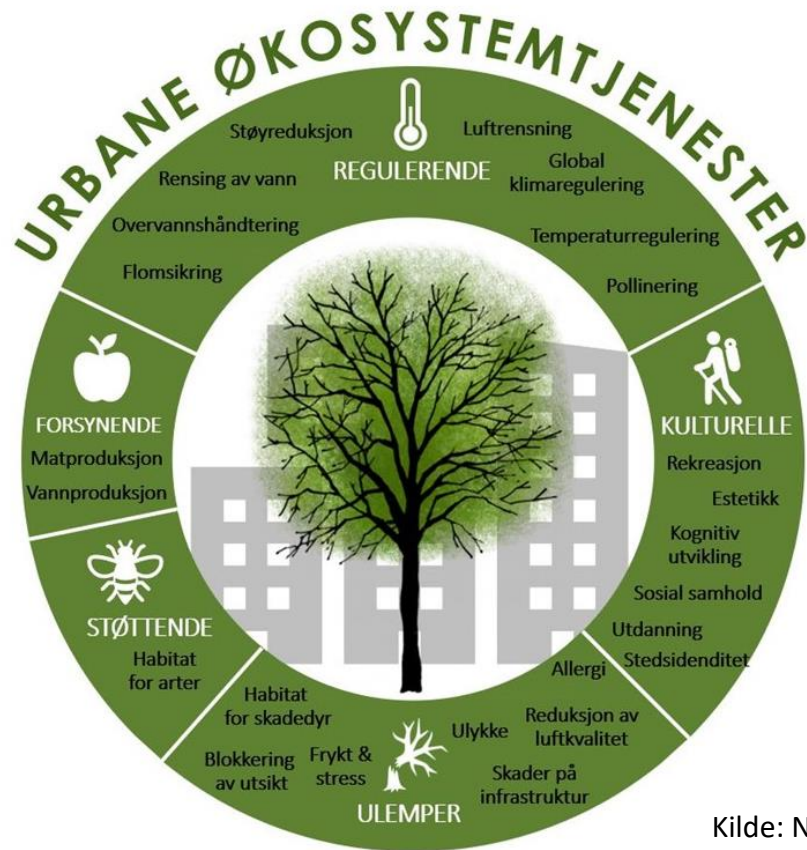 URBANE ØKOSYSTEMTJENESTER
REGULERENDE
Støyreduksjon
Rensing av vann
Overvannshåndtering
Flomsikring
Luftrensning
Global
klimaregulering
Temperaturregulering
Pollinering
KULTURELLE
Rekreasjon
Estetikk
Kognitiv
utvikling
Sosial samhold
Utdanning
Stedsidenditet
ULEMPER
Allergi
Reduksjon av
luftkvalitet
Ulykke
Skader på
infrastruktur
Frykt &
stress
Habitat
for skadedyr
Blokkering
av utsikt
STØTTENDE
Habitat
for arter
FORSYNENDE
Matproduksjon
Vannproduksjon
Kilde: N